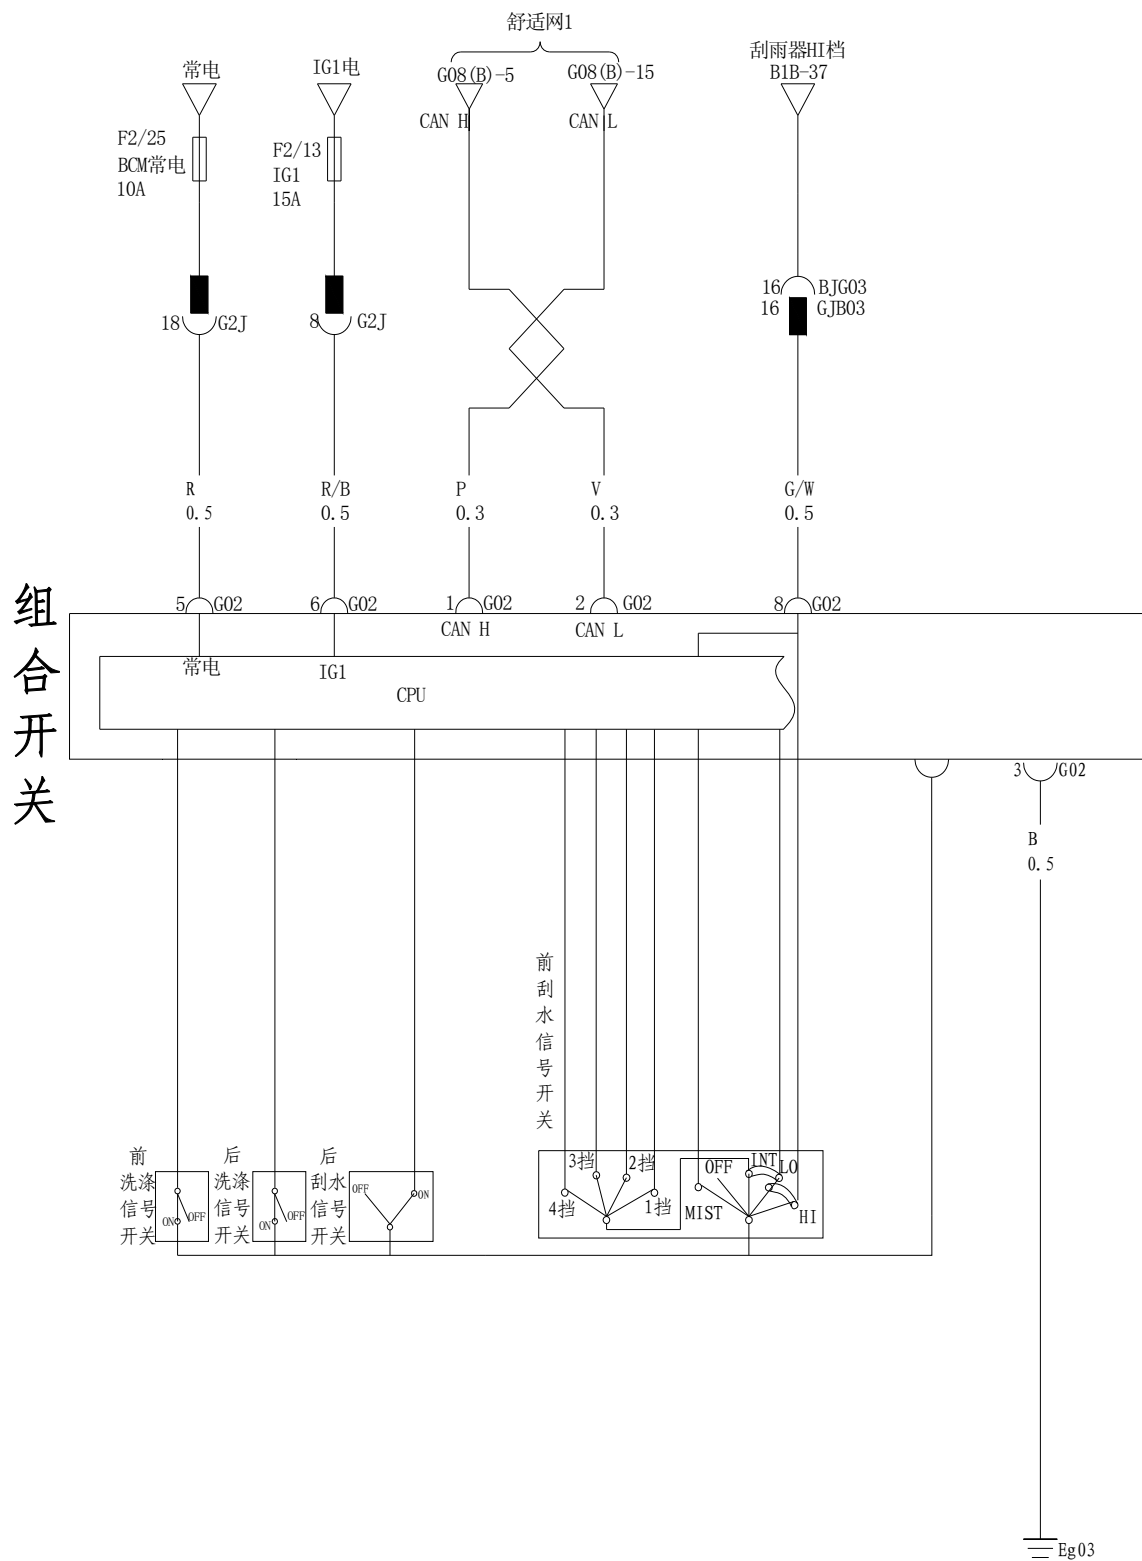 舒适网1
常电
IG1电
G08(B)-5
G08(B)-15
刮雨器HI档
B1B-37
CAN H
CAN L
F2/25
BCM常电
10A
F2/13
IG1
15A
16
BJG03
16
GJB03
18
G2J
8
G2J
R
0.5
R/B
0.5
P
0.3
V
0.3
G/W
0.5
组合开关
5
G02
6
G02
1
G02
2
G02
8
G02
CAN H
CAN L
常电
IG1
CPU
3
G02
B
0.5
前刮水信号开关
前
洗涤
信号
开关
ON
OFF
后
洗涤
信号
开关
ON
OFF
后
刮水
信号
开关
OFF
ON
4挡
3挡
2挡
1挡
MIST
OFF
INT
LO
HI
Eg03